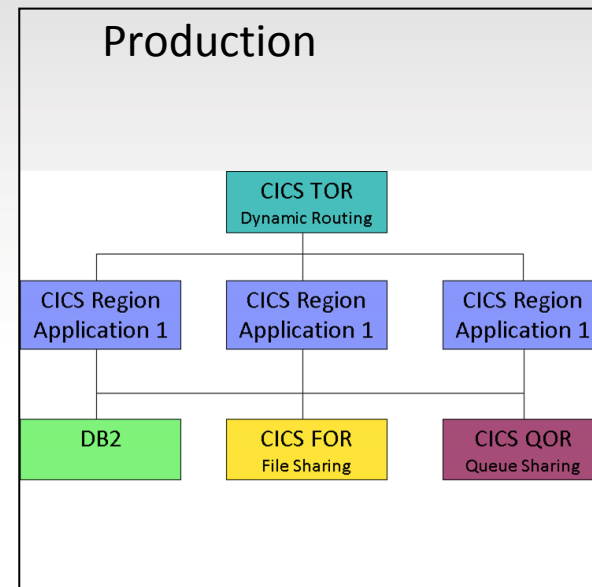 Production
CICS TOR
Dynamic Routing
CICS Region
Application 1
CICS Region
Application 1
CICS Region
Application 1
DB2
CICS FOR
File Sharing
CICS QOR
Queue Sharing